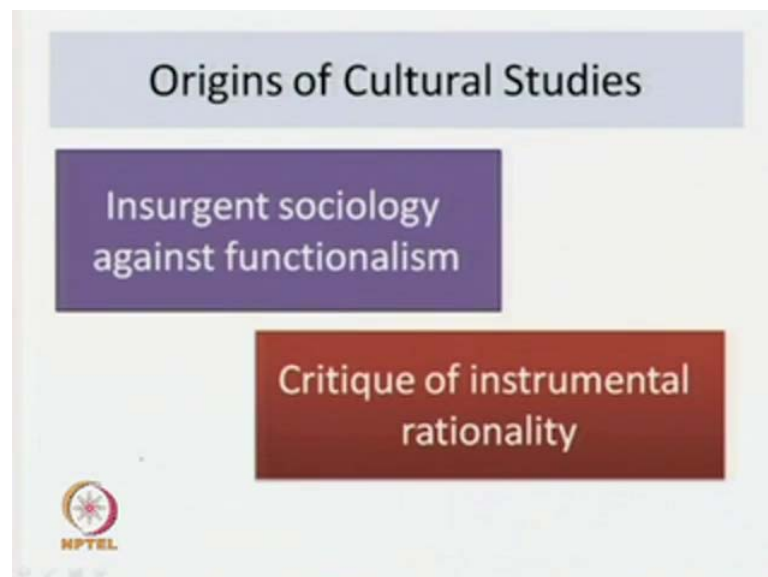 Origins of Cultural Studies
Insurgent sociology
against functionalism
Critique of instrumental
rationality
NPTEL